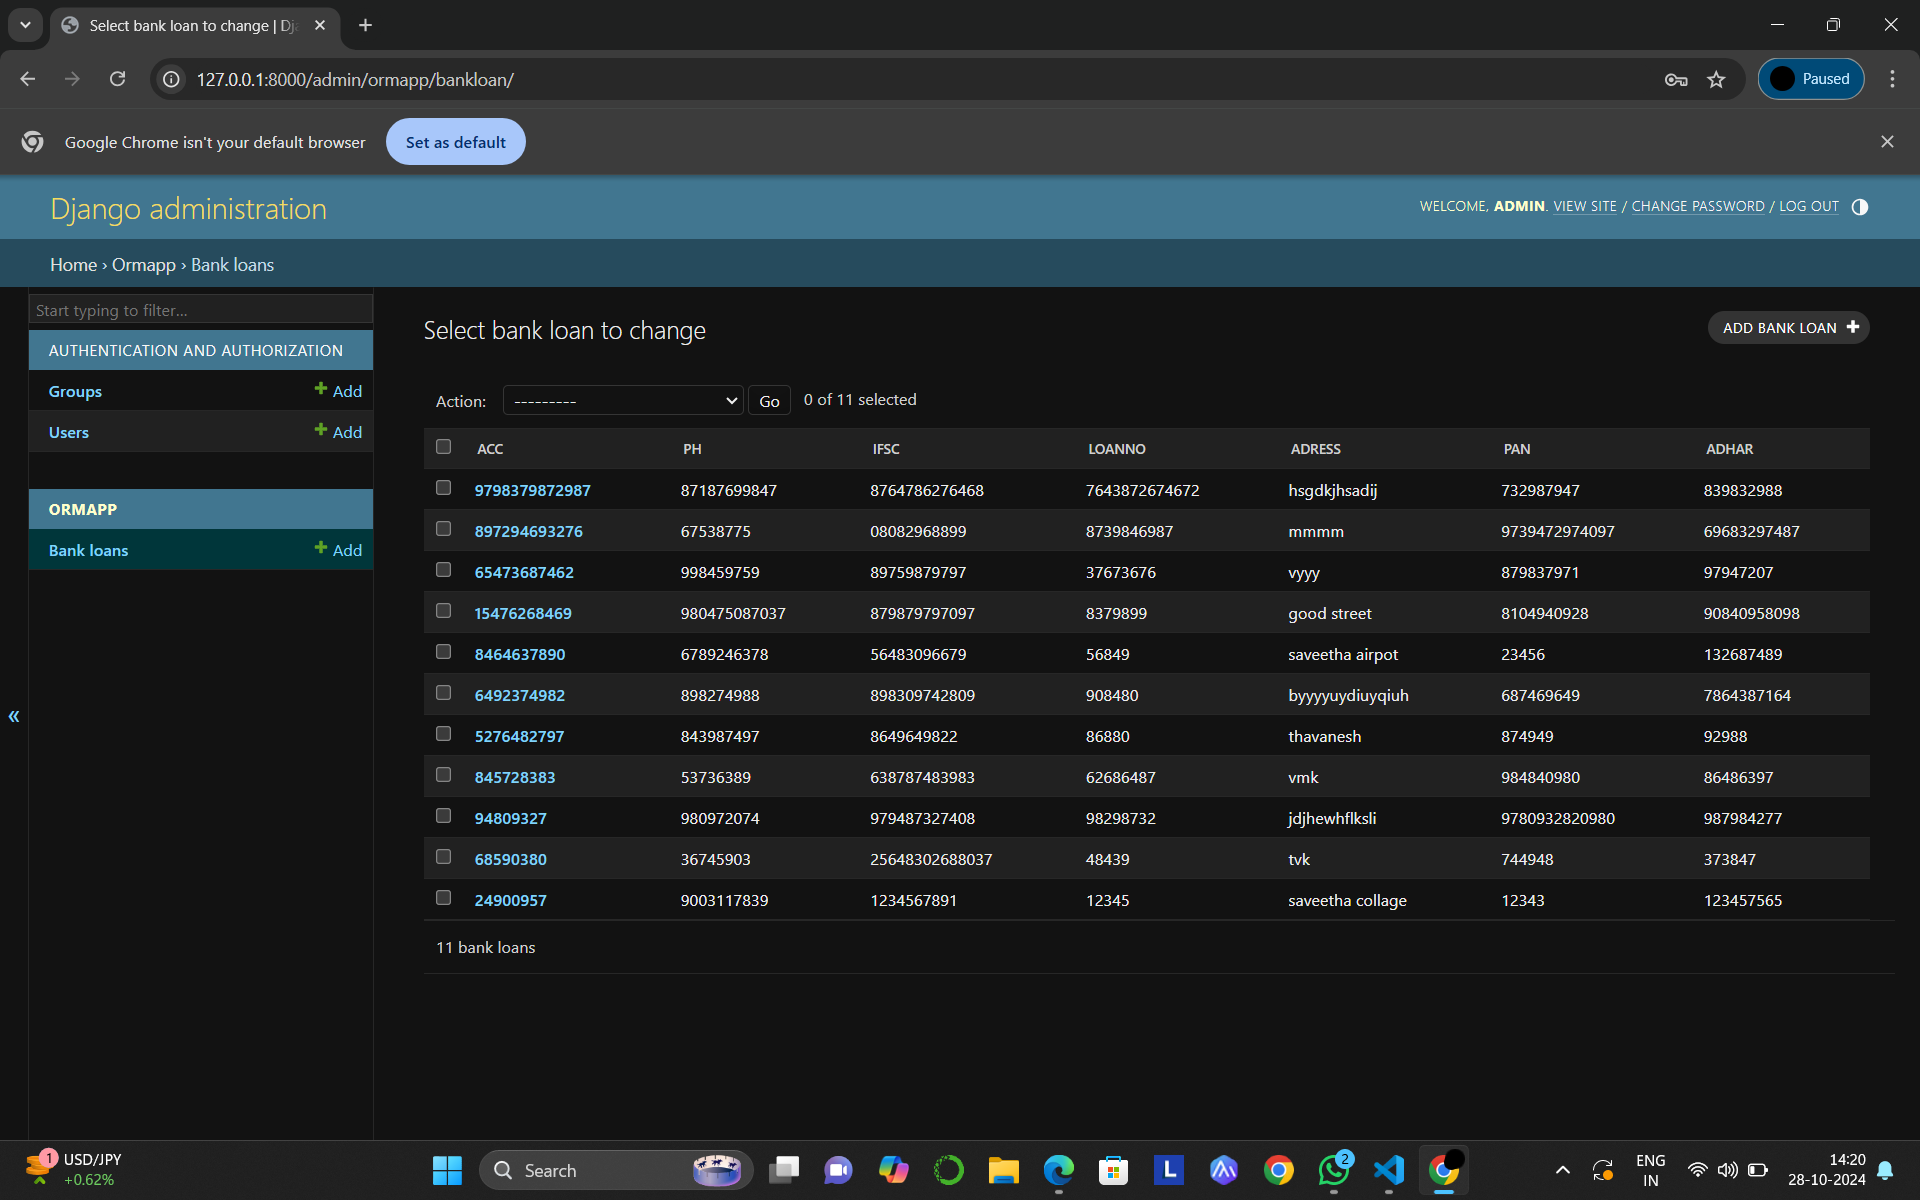 Select bank loan to change | Dj
127.0.0.1:8000/admin/ormapp/bankloan/
Paused
Google Chrome isn't your default browser
Set as default
Django administration
WELCOME, ADMIN. VIEW SITE / CHANGE PASSWORD / LOG OUT
Home › Ormapp › Bank loans
Start typing to filter...
AUTHENTICATION AND AUTHORIZATION
Groups + Add
Users + Add
ORMAPP
Bank loans + Add
«
Select bank loan to change
ADD BANK LOAN +
Action: --------- Go 0 of 11 selected
ACC PH IFSC LOANNO ADRESS PAN ADHAR
9798379872987 87187699847 8764786276468 7643872674672 hsgdkjhsadij 732987947 839832988
897294693276 67538775 08082968899 8739846987 mmmm 9739472974097 69683297487
65473687462 998459759 89759879797 37673676 vyyy 879837971 97947207
15476268469 980475087037 879879797097 8379899 good street 8104940928 90840958098
8464637890 6789246378 56483096679 56849 saveetha airpot 23456 132687489
6492374982 898274988 898309742809 908480 byyyyuydiuyqiuh 687469649 7864387164
5276482797 843987497 8649649822 86880 thavanesh 874949 92988
845728383 53736389 638787483983 62686487 vmk 984840980 86486397
94809327 980972074 979487327408 98298732 jdjhewhflksli 9780932820980 987984277
68590380 36745903 25648302688037 48439 tvk 744948 373847
24900957 9003117839 1234567891 12345 saveetha collage 12343 123457565
11 bank loans
1
USD/JPY
+0.62%
Search
L
2
ENG
IN
14:20
28-10-2024